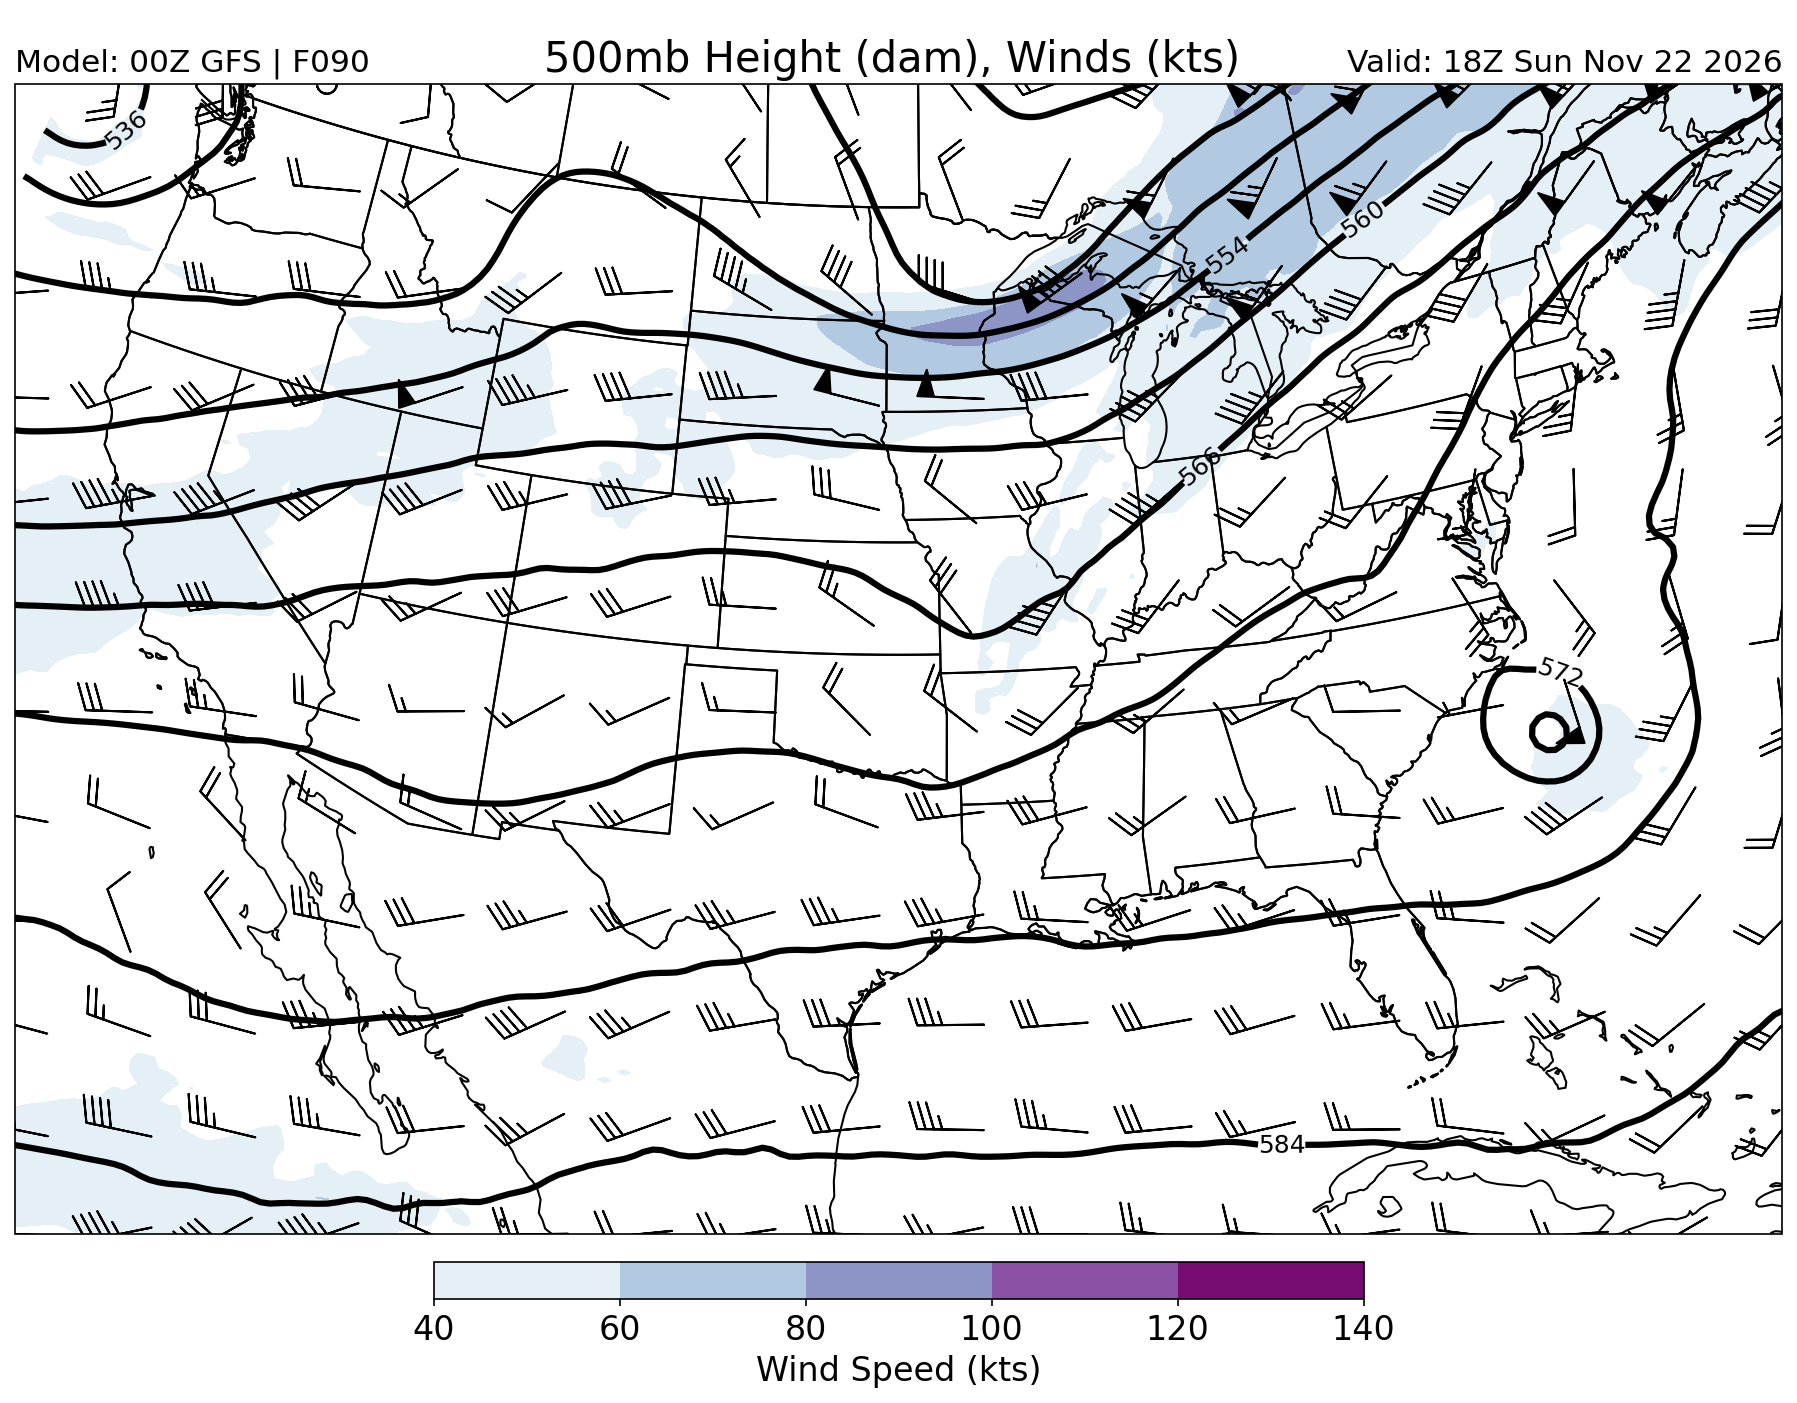 Model: 00Z GFS | F090
500mb Height (dam), Winds (kts)
Valid: 18Z Sun Nov 22 2026
536
560
554
566
572
584
40 60 80 100 120 140
Wind Speed (kts)